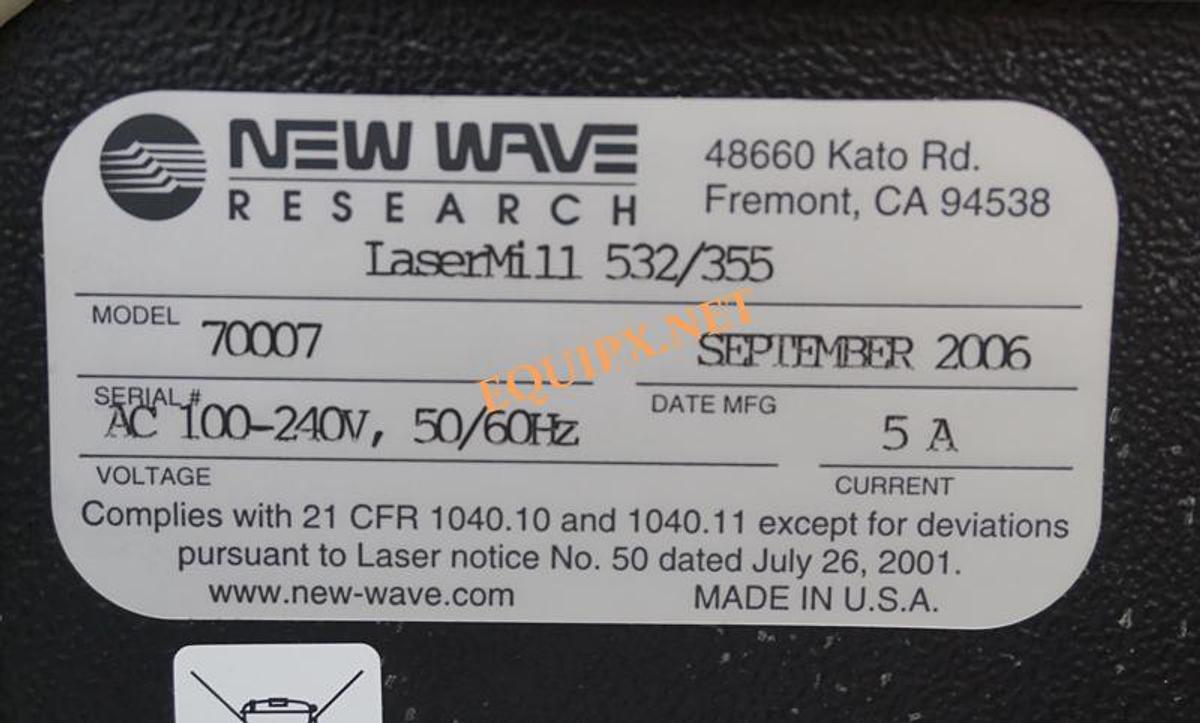 NEW WAVE
RESEARCH
48660 Kato Rd.
Fremont, CA 94538
LaserMill 532/355
MODEL
70007
SEPTEMBER 2006
SERIAL #
DATE MFG
AC 100-240V, 50/60Hz
5 A
VOLTAGE
CURRENT
Complies with 21 CFR 1040.10 and 1040.11 except for deviations
pursuant to Laser notice No. 50 dated July 26, 2001.
www.new-wave.com
MADE IN U.S.A.
EQUIPX.NET